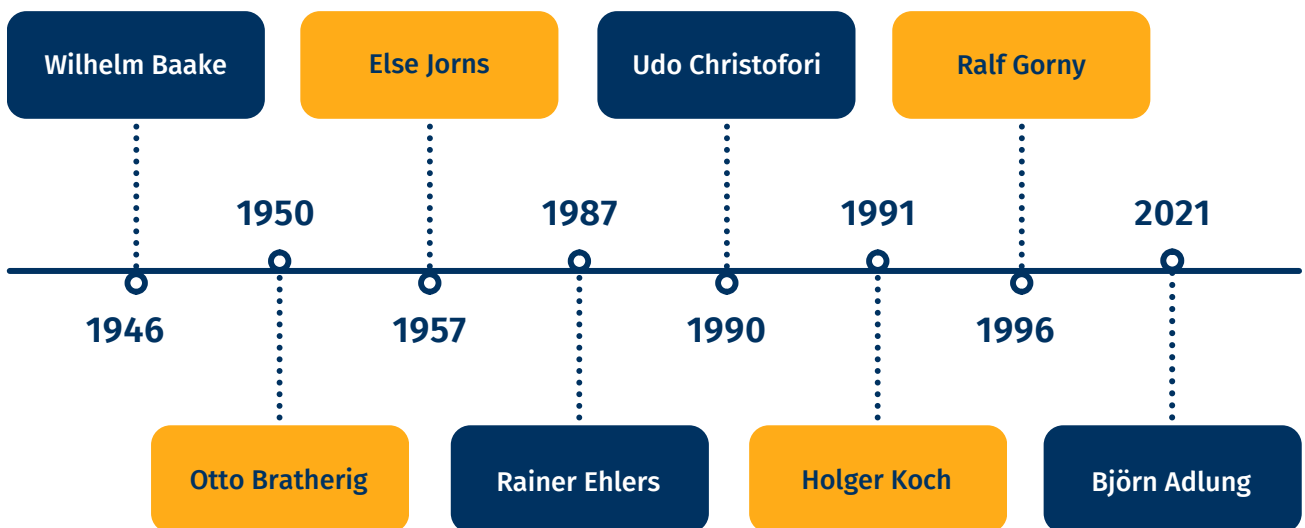 Wilhelm Baake
Else Jorns
Udo Christofori
Ralf Gorny
1950
1987
1991
2021
1946
1957
1990
1996
Otto Bratherig
Rainer Ehlers
Holger Koch
Björn Adlung